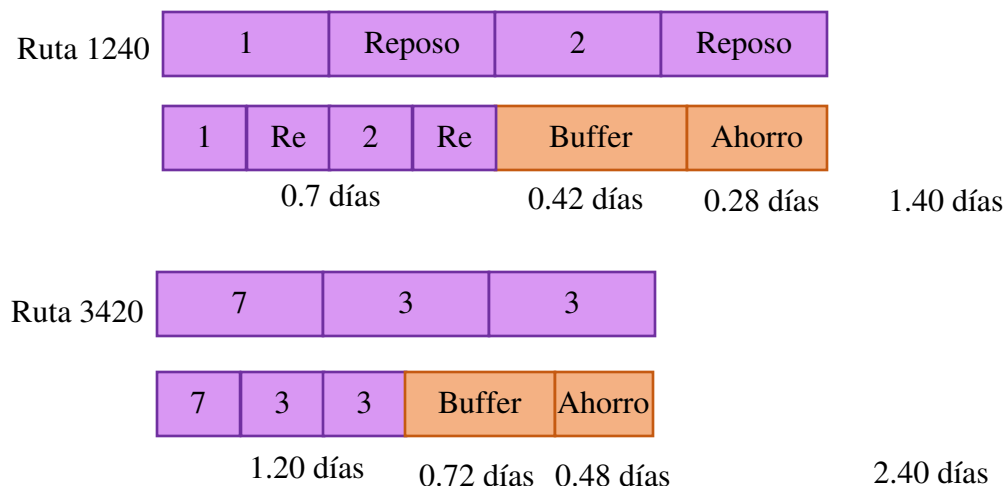 Ruta 1240 1 Reposo 2 Reposo
1 Re 2 Re Buffer Ahorro
0.7 días 0.42 días 0.28 días 1.40 días
Ruta 3420 7 3 3
7 3 3 Buffer Ahorro
1.20 días 0.72 días 0.48 días 2.40 días